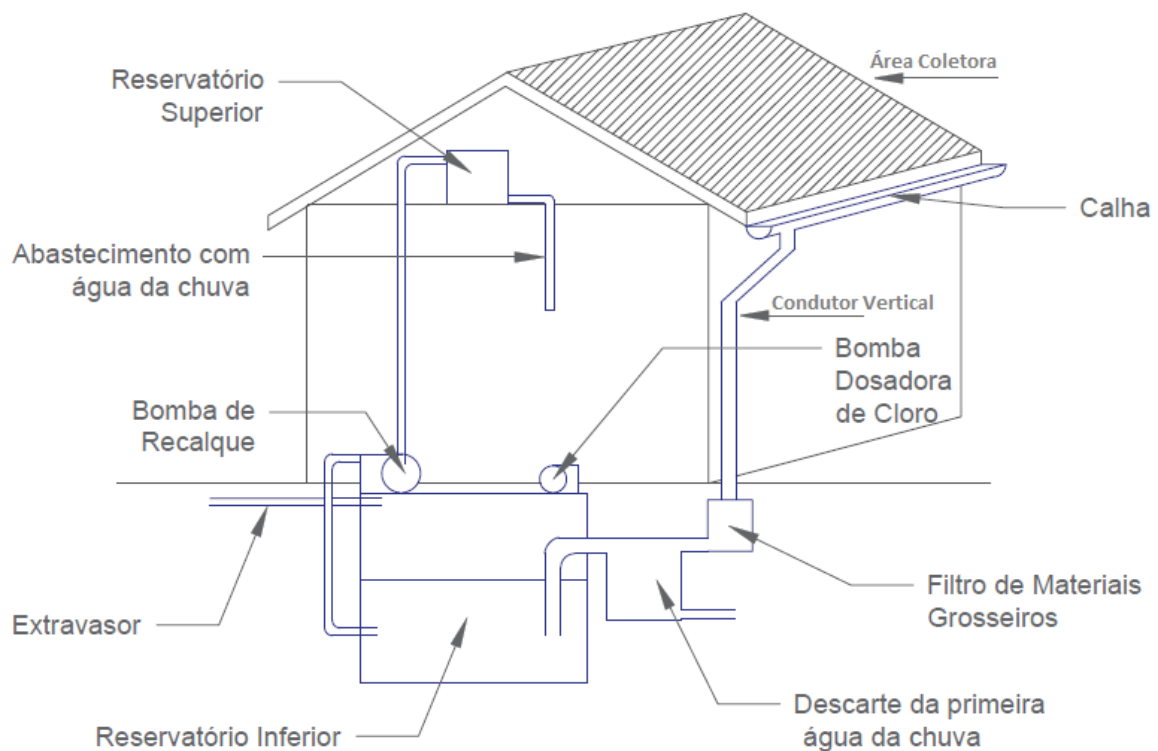 Área Coletora
Reservatório
Superior
Calha
Abastecimento com
água da chuva
Condutor Vertical
Bomba
Dosadora
de Cloro
Bomba de
Recalque
Filtro de Materiais
Grosseiros
Extravasor
Descarte da primeira
água da chuva
Reservatório Inferior